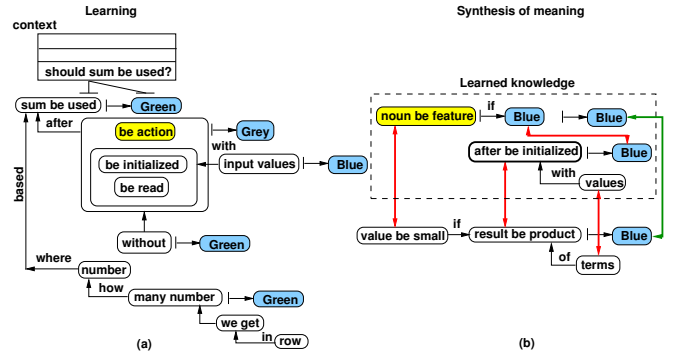 Learning
context
should sum be used?
sum be used
Green
after
be action
Grey
with
be initialized
input values
Blue
be read
based
without
Green
where
number
how
many number
Green
we get
in
row
(a)
Synthesis of meaning
Learned knowledge
noun be feature
if
Blue
Blue
after be initialized
Blue
with
values
value be small
if
result be product
Blue
of
terms
(b)